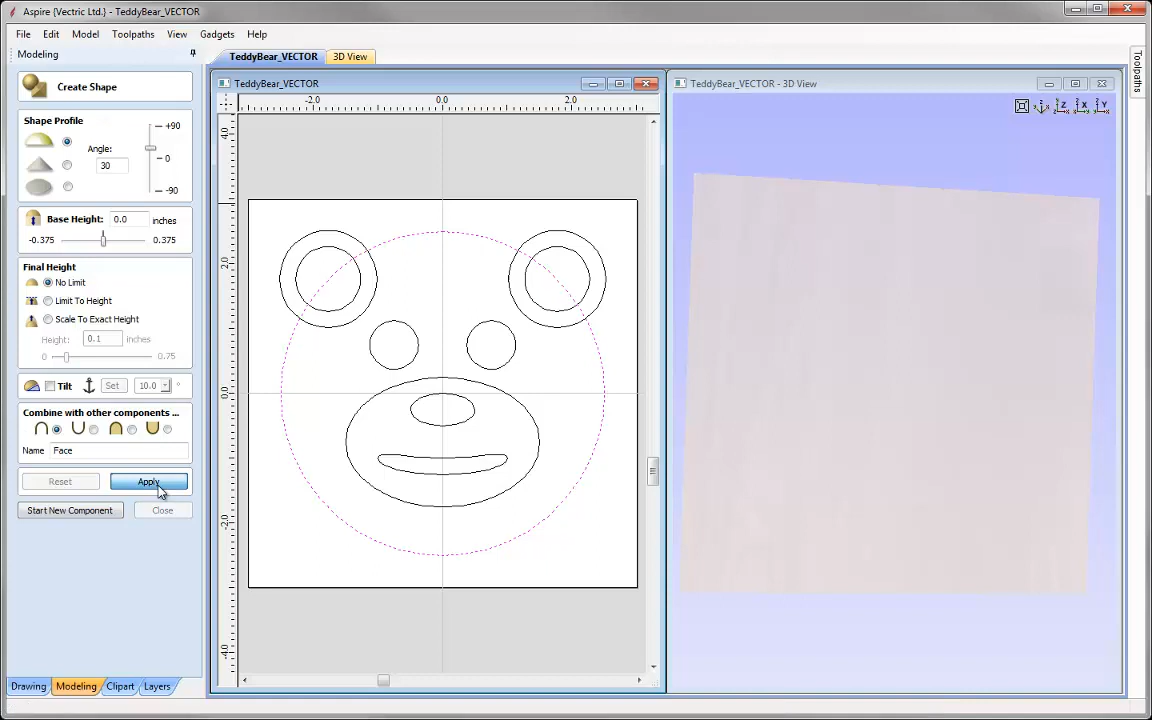 Aspire {Vectric Ltd.} - TeddyBear_VECTOR
File Edit Model Toolpaths View Gadgets Help
Modeling
TeddyBear_VECTOR 3D View
Toolpaths
Create Shape
TeddyBear_VECTOR
TeddyBear_VECTOR - 3D View
-2.0 0.0 2.0
4.0
2.0
0.0
-2.0
-4.0
Z X Y
Shape Profile
Angle:
30
+90
0
-90
Base Height: 0.0 inches
-0.375 0.375
Final Height
No Limit
Limit To Height
Scale To Exact Height
Height: 0.1 inches
0 0.75
Tilt Set 10.0 °
Combine with other components ...
Name Face
Reset Apply
Start New Component Close
Drawing Modeling Clipart Layers